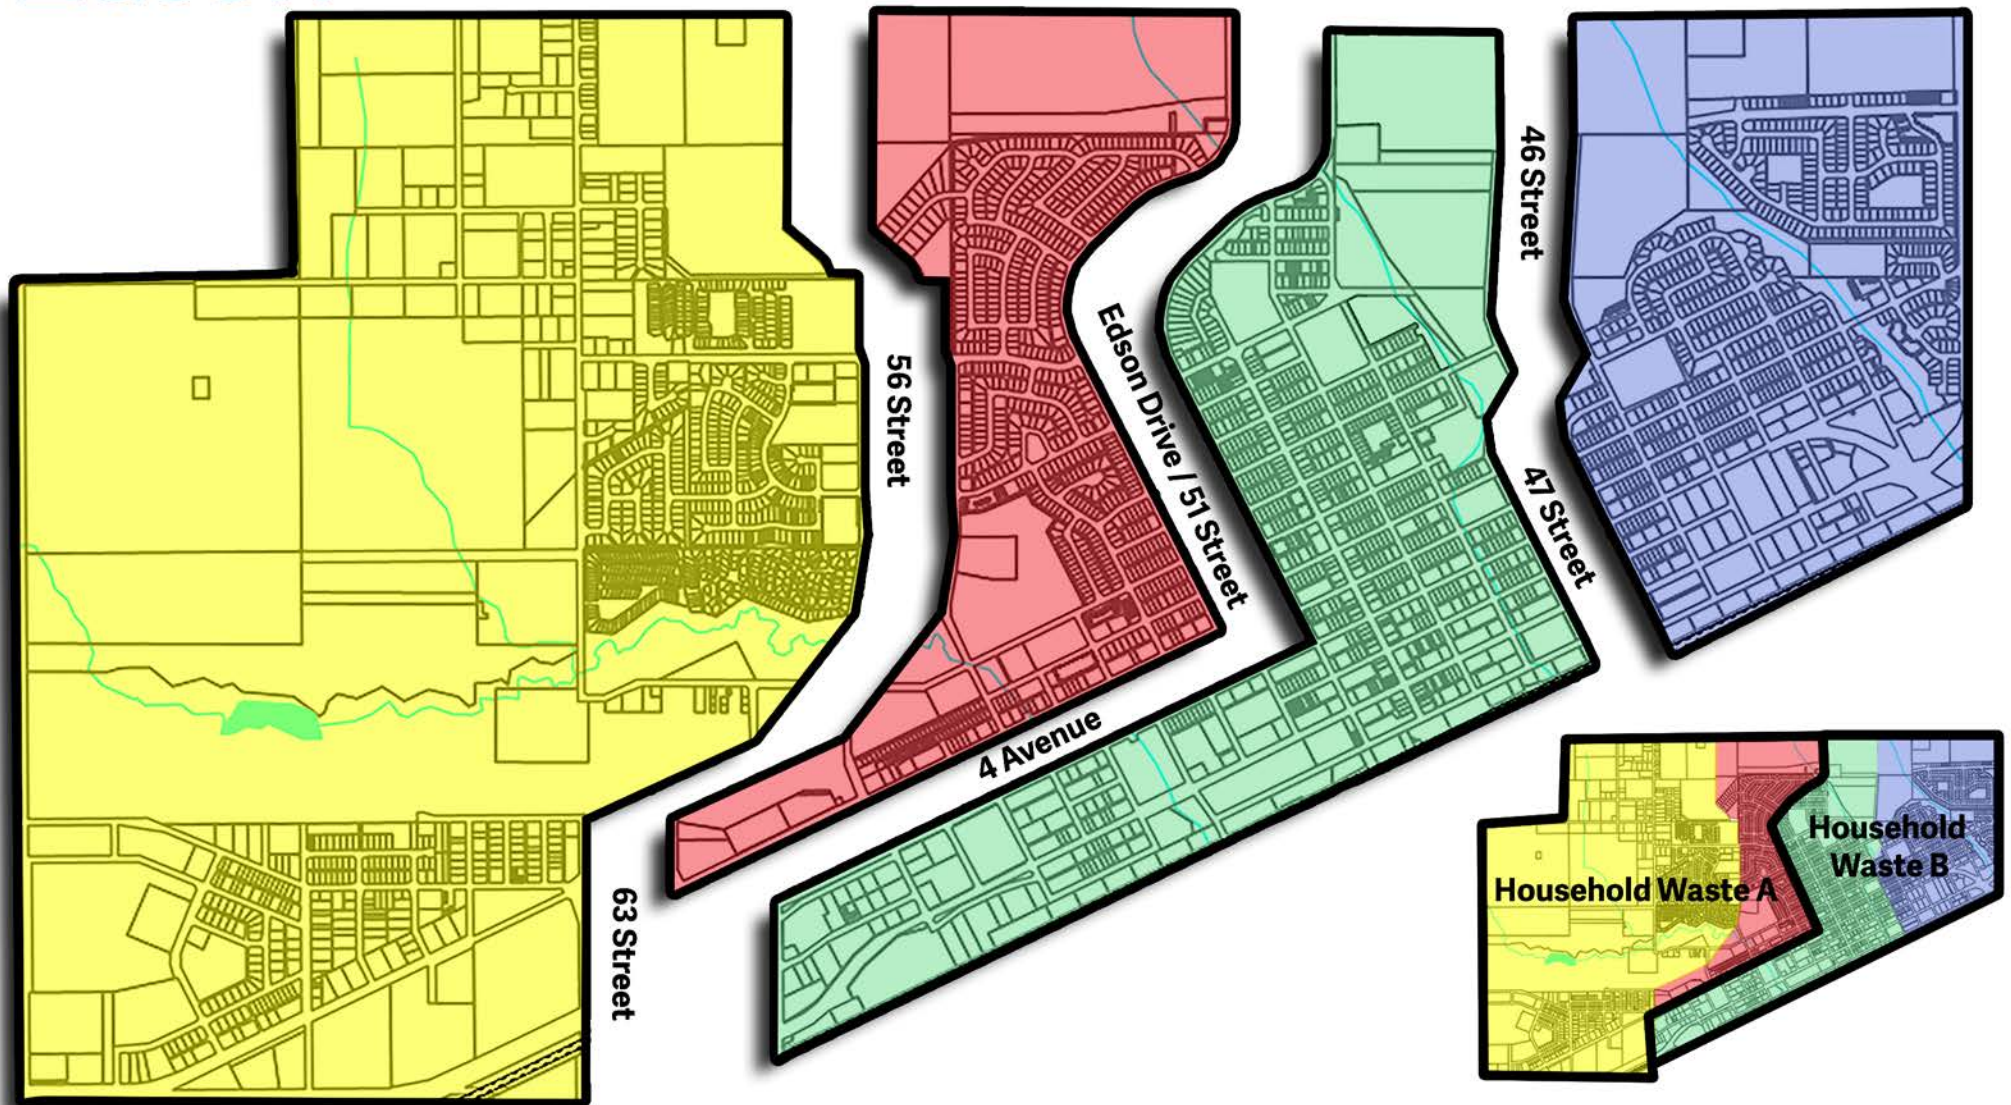 56 Street
Edson Drive / 51 Street
46 Street
47 Street
4 Avenue
63 Street
Household Waste A
Household
Waste B